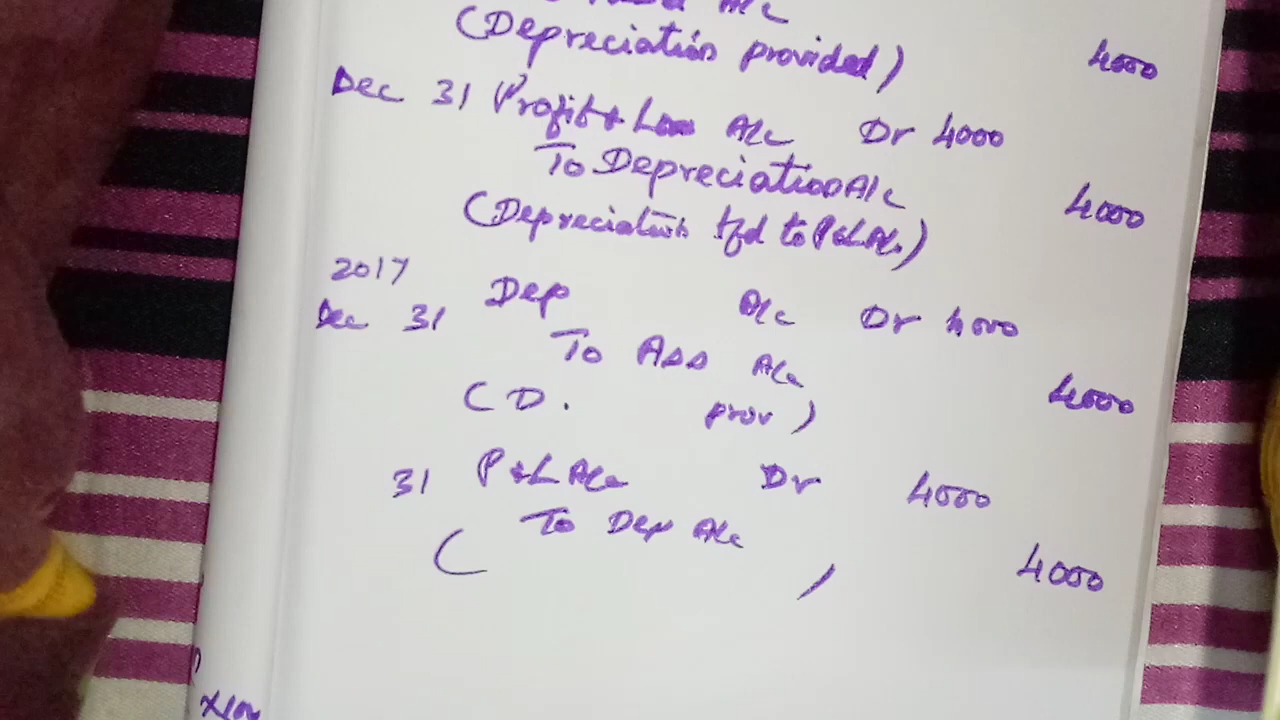 A/c
(Depreciation provided) 4000
Dec 31 Profit & Loss A/c Dr 4000
To Depreciation A/c 4000
(Depreciation tfd to P&L A/c)
2017
Dec 31 Dep A/c Dr 4000
To Ass A/c 4000
(D. prov)
31 P&L A/c Dr 4000
To Dep A/c 4000
( )